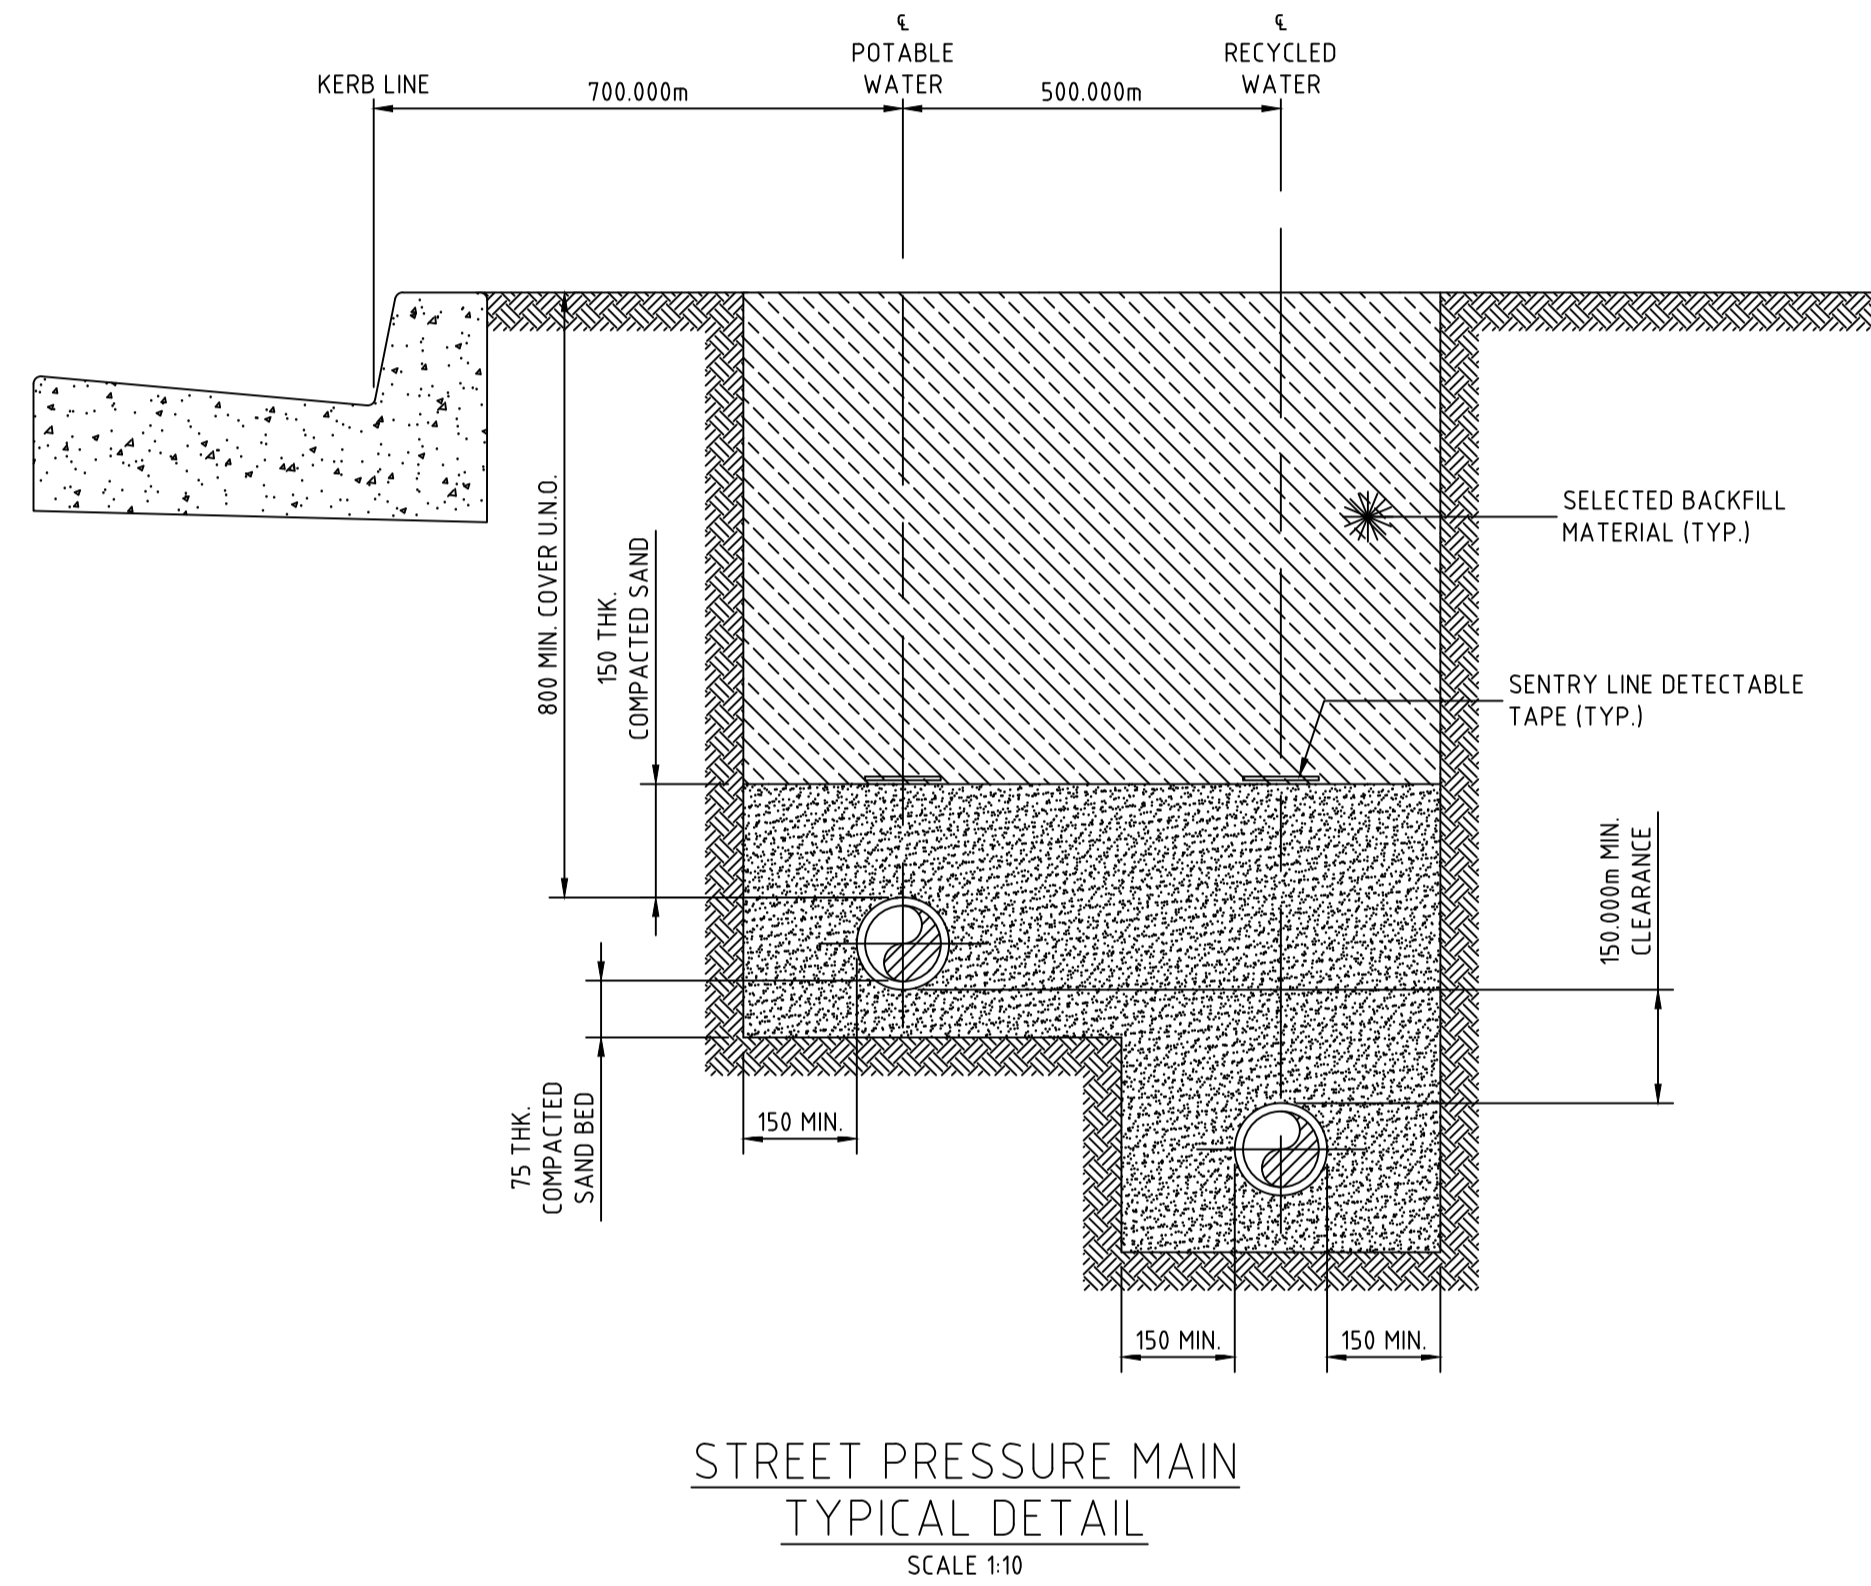 ℄
POTABLE
WATER
℄
RECYCLED
WATER
KERB LINE
700.000m
500.000m
800 MIN. COVER U.N.O.
150 THK.
COMPACTED SAND
SELECTED BACKFILL
MATERIAL (TYP.)
SENTRY LINE DETECTABLE
TAPE (TYP.)
150.000m MIN.
CLEARANCE
75 THK.
COMPACTED
SAND BED
150 MIN.
150 MIN.
150 MIN.
STREET PRESSURE MAIN
TYPICAL DETAIL
SCALE 1:10